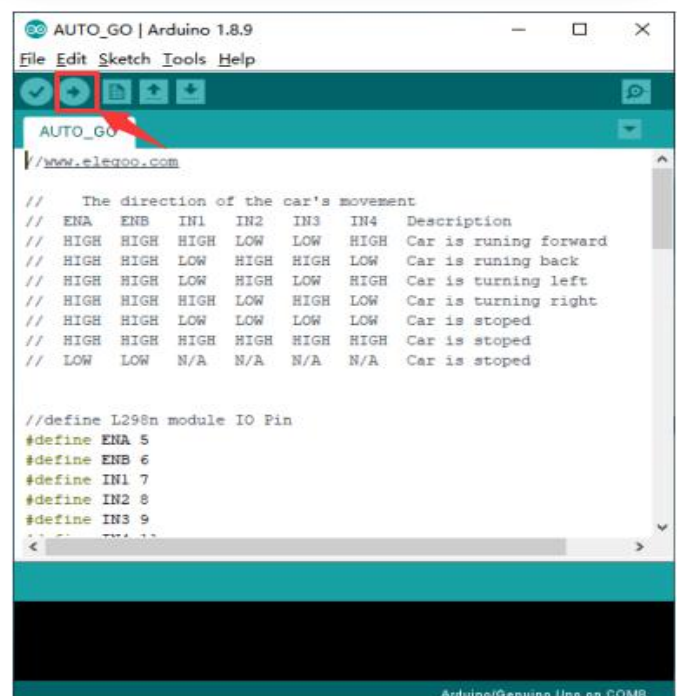 AUTO_GO | Arduino 1.8.9
File Edit Sketch Tools Help
AUTO_GO
//www.elegoo.com
//    The direction of the car's movement
//  ENA   ENB   IN1   IN2   IN3   IN4   Description
//  HIGH  HIGH  HIGH  LOW   LOW   HIGH  Car is runing forward
//  HIGH  HIGH  LOW   HIGH  HIGH  LOW   Car is runing back
//  HIGH  HIGH  LOW   HIGH  LOW   HIGH  Car is turning left
//  HIGH  HIGH  HIGH  LOW   HIGH  LOW   Car is turning right
//  HIGH  HIGH  LOW   LOW   LOW   LOW   Car is stoped
//  HIGH  HIGH  HIGH  HIGH  HIGH  HIGH  Car is stoped
//  LOW   LOW   N/A   N/A   N/A   N/A   Car is stoped
//define L298n module IO Pin
#define ENA 5
#define ENB 6
#define IN1 7
#define IN2 8
#define IN3 9
Arduino/Genuino Uno on COM8